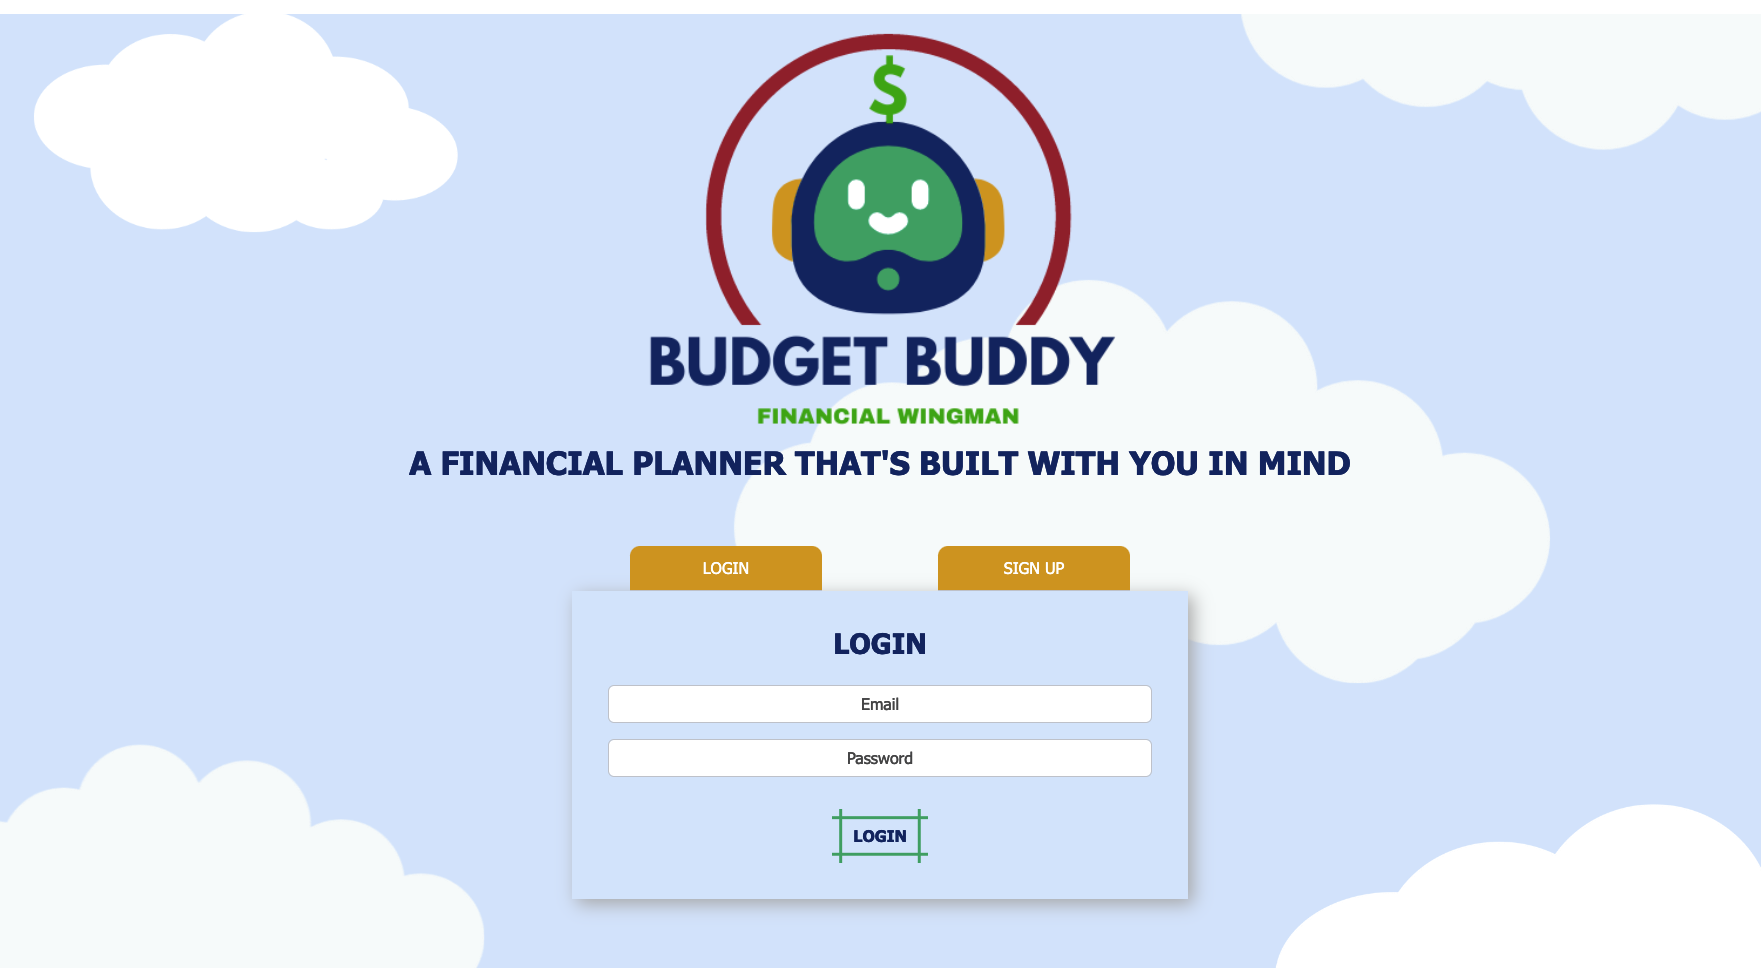 $
BUDGET BUDDY
FINANCIAL WINGMAN
A FINANCIAL PLANNER THAT'S BUILT WITH YOU IN MIND
LOGIN
SIGN UP
LOGIN
Email
Password
LOGIN